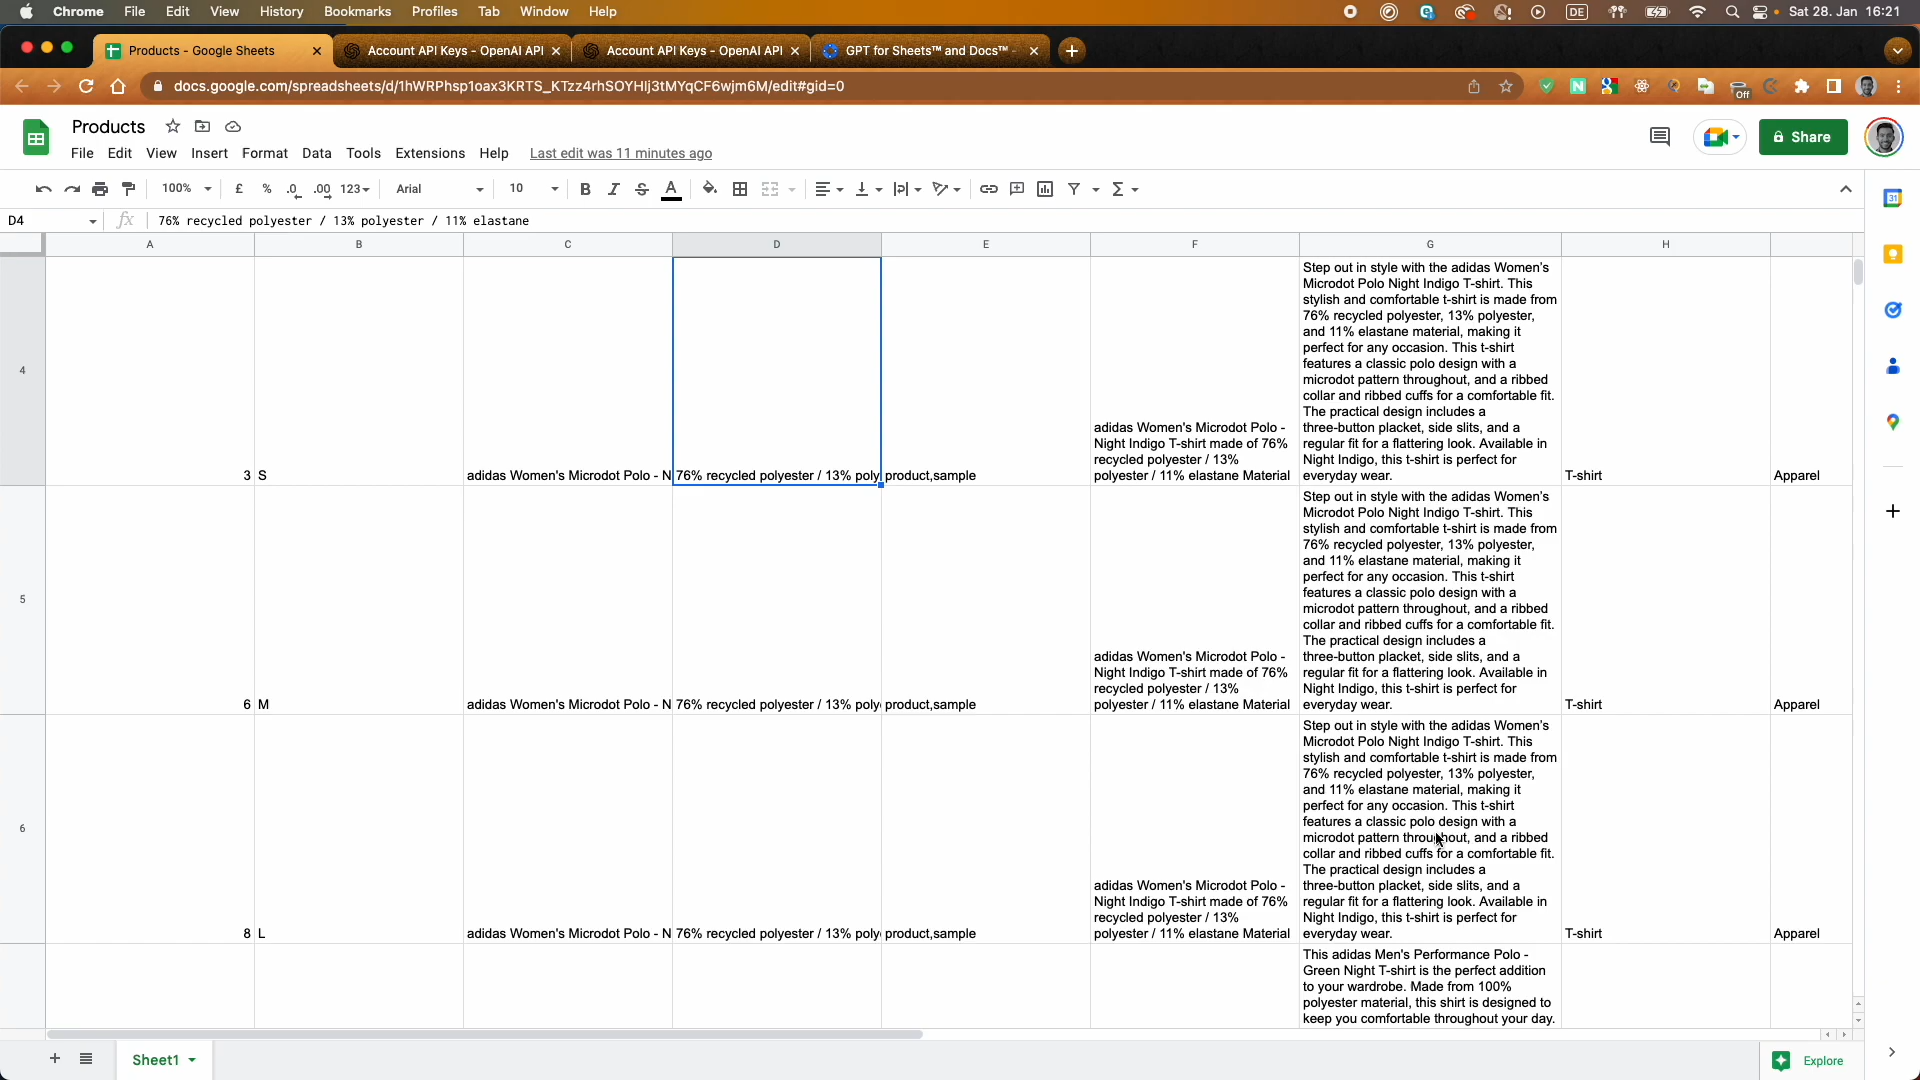 Chrome File Edit View History Bookmarks Profiles Tab Window Help DE Sat 28. Jan 16:21
Products - Google Sheets Account API Keys - OpenAI API Account API Keys - OpenAI API GPT for Sheets™ and Docs™ -
docs.google.com/spreadsheets/d/1hWRPhsp1oax3KRTS_KTzz4rhSOYHIj3tMYqCF6wjm6M/edit#gid=0
Off
Products
File Edit View Insert Format Data Tools Extensions Help Last edit was 11 minutes ago
Share
100% £ % .0 .00 123 Arial 10 B I S A
31
D4 fx 76% recycled polyester / 13% polyester / 11% elastane
A B C D E F G H
4
3 S
adidas Women's Microdot Polo - N
76% recycled polyester / 13% poly
product,sample
adidas Women's Microdot Polo -
Night Indigo T-shirt made of 76%
recycled polyester / 13%
polyester / 11% elastane Material
Step out in style with the adidas Women's
Microdot Polo Night Indigo T-shirt. This
stylish and comfortable t-shirt is made from
76% recycled polyester, 13% polyester,
and 11% elastane material, making it
perfect for any occasion. This t-shirt
features a classic polo design with a
microdot pattern throughout, and a ribbed
collar and ribbed cuffs for a comfortable fit.
The practical design includes a
three-button placket, side slits, and a
regular fit for a flattering look. Available in
Night Indigo, this t-shirt is perfect for
everyday wear.
T-shirt
Apparel
5
6 M
adidas Women's Microdot Polo - N
76% recycled polyester / 13% poly
product,sample
adidas Women's Microdot Polo -
Night Indigo T-shirt made of 76%
recycled polyester / 13%
polyester / 11% elastane Material
Step out in style with the adidas Women's
Microdot Polo Night Indigo T-shirt. This
stylish and comfortable t-shirt is made from
76% recycled polyester, 13% polyester,
and 11% elastane material, making it
perfect for any occasion. This t-shirt
features a classic polo design with a
microdot pattern throughout, and a ribbed
collar and ribbed cuffs for a comfortable fit.
The practical design includes a
three-button placket, side slits, and a
regular fit for a flattering look. Available in
Night Indigo, this t-shirt is perfect for
everyday wear.
T-shirt
Apparel
6
8 L
adidas Women's Microdot Polo - N
76% recycled polyester / 13% poly
product,sample
adidas Women's Microdot Polo -
Night Indigo T-shirt made of 76%
recycled polyester / 13%
polyester / 11% elastane Material
Step out in style with the adidas Women's
Microdot Polo Night Indigo T-shirt. This
stylish and comfortable t-shirt is made from
76% recycled polyester, 13% polyester,
and 11% elastane material, making it
perfect for any occasion. This t-shirt
features a classic polo design with a
microdot pattern throughout, and a ribbed
collar and ribbed cuffs for a comfortable fit.
The practical design includes a
three-button placket, side slits, and a
regular fit for a flattering look. Available in
Night Indigo, this t-shirt is perfect for
everyday wear.
T-shirt
Apparel
This adidas Men's Performance Polo -
Green Night T-shirt is the perfect addition
to your wardrobe. Made from 100%
polyester material, this shirt is designed to
keep you comfortable throughout your day.
Sheet1
Explore